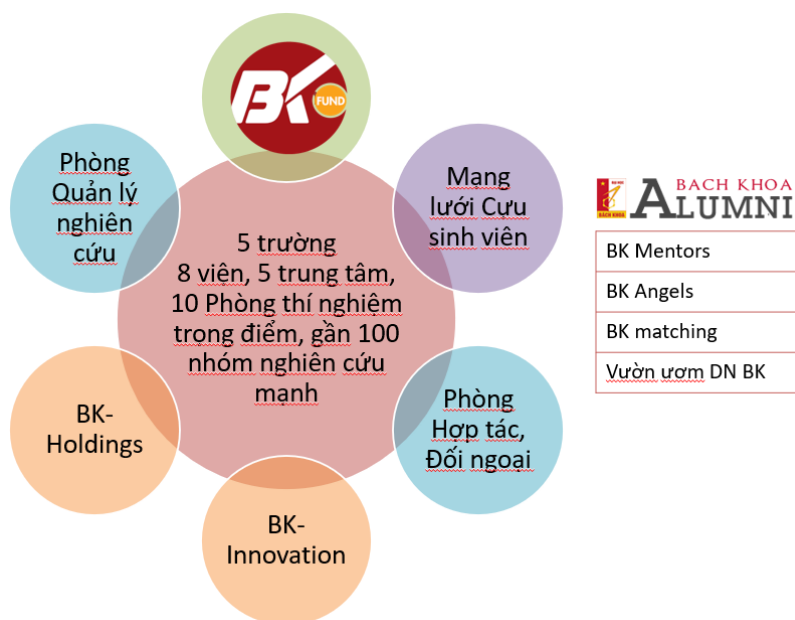 BK
FUND
Phòng
Quản lý
nghiên
cứu
Mạng
lưới Cựu
sinh viên
5 trường
8 viện, 5 trung tâm,
10 Phòng thí nghiệm
trọng điểm, gần 100
nhóm nghiên cứu
mạnh
BK-
Holdings
BK-
Innovation
Phòng
Hợp tác,
Đối ngoại
BÁCH KHOA
BACH KHOA
ALUMNI
BK Mentors
BK Angels
BK matching
Vườn ươm DN BK